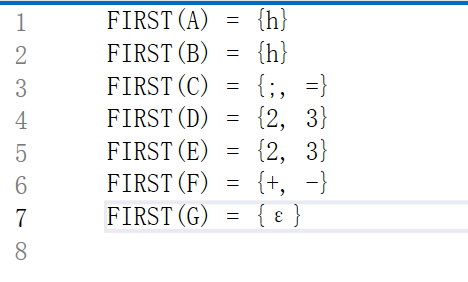 1 FIRST(A) = {h}
2 FIRST(B) = {h}
3 FIRST(C) = {;, =}
4 FIRST(D) = {2, 3}
5 FIRST(E) = {2, 3}
6 FIRST(F) = {+, -}
7 FIRST(G) = {ε}
8